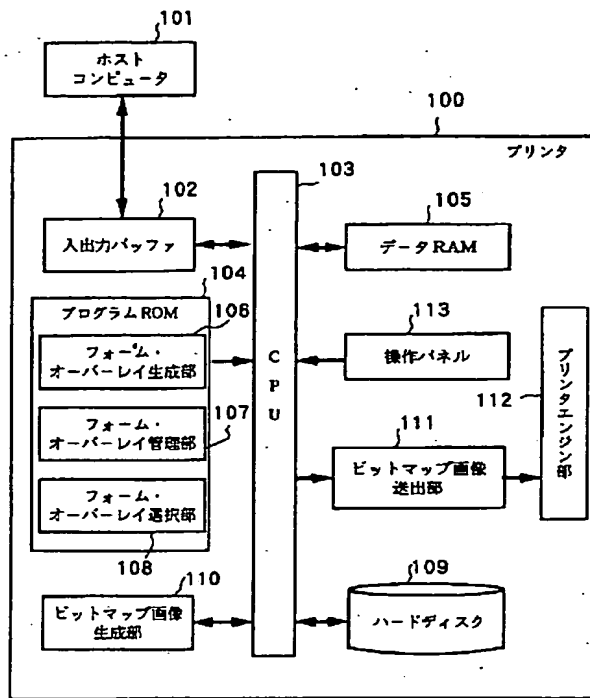 101
ホスト
コンピュータ
100
プリンタ
102
入出力バッファ
103
CPU
105
データRAM
104
プログラムROM
106
フォーム・
オーバーレイ生成部
107
フォーム・
オーバーレイ管理部
フォーム・
オーバーレイ選択部
108
113
操作パネル
112
プリンタエンジン部
111
ビットマップ画像
送出部
110
ビットマップ画像
生成部
109
ハードディスク